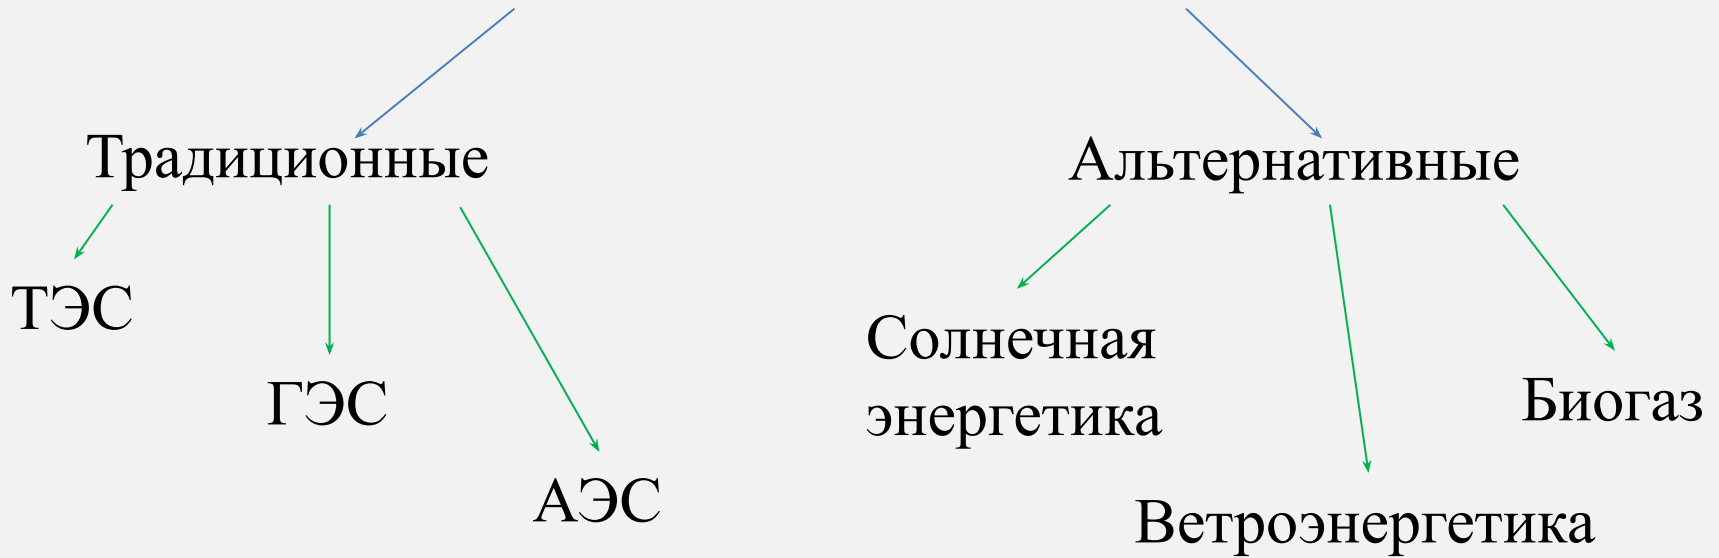 Традиционные
Альтернативные
ТЭС
ГЭС
АЭС
Солнечная
энергетика
Ветроэнергетика
Биогаз